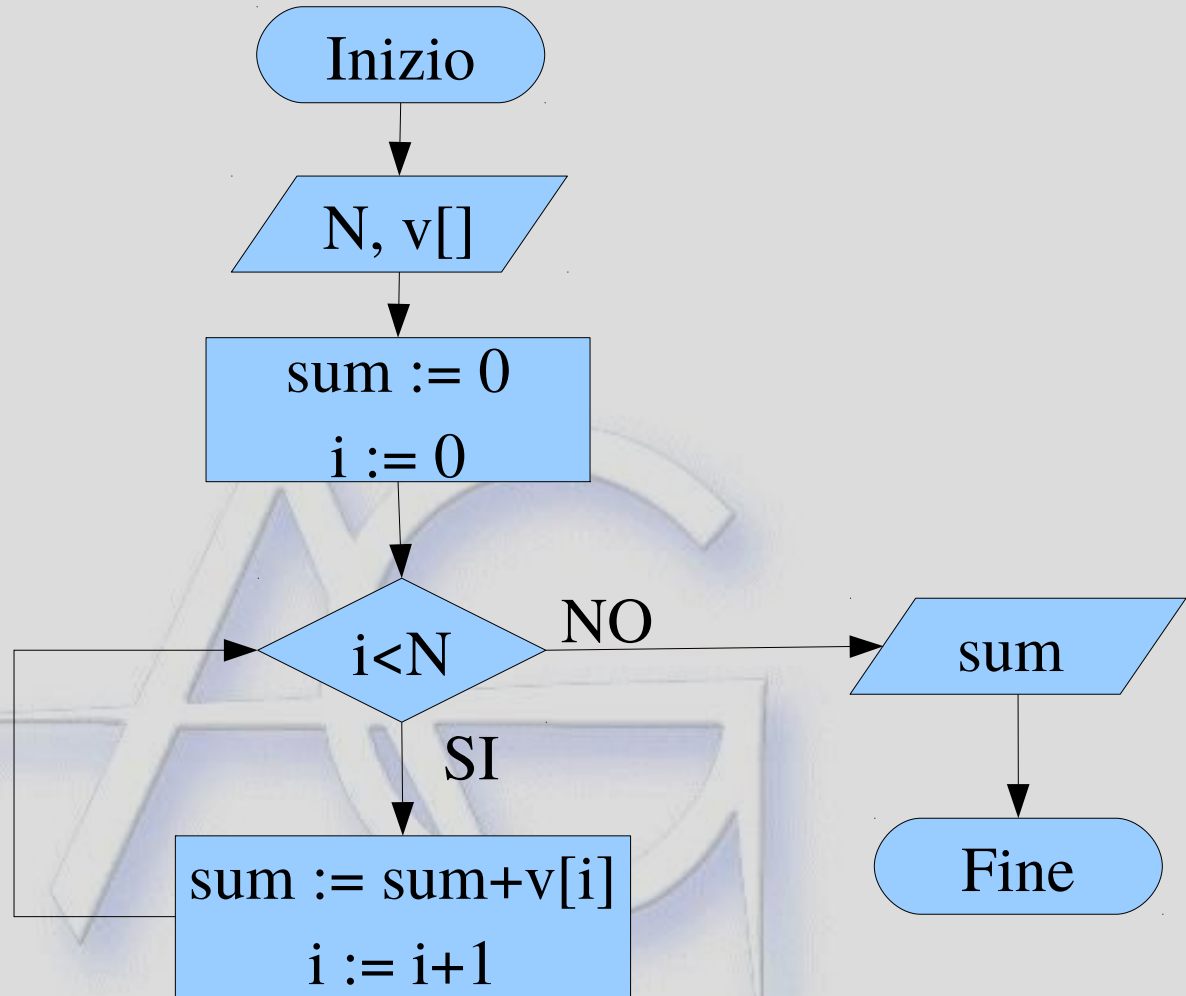 Inizio
N, v[]
sum := 0
i := 0
i<N
NO
sum
SI
Fine
sum := sum+v[i]
i := i+1